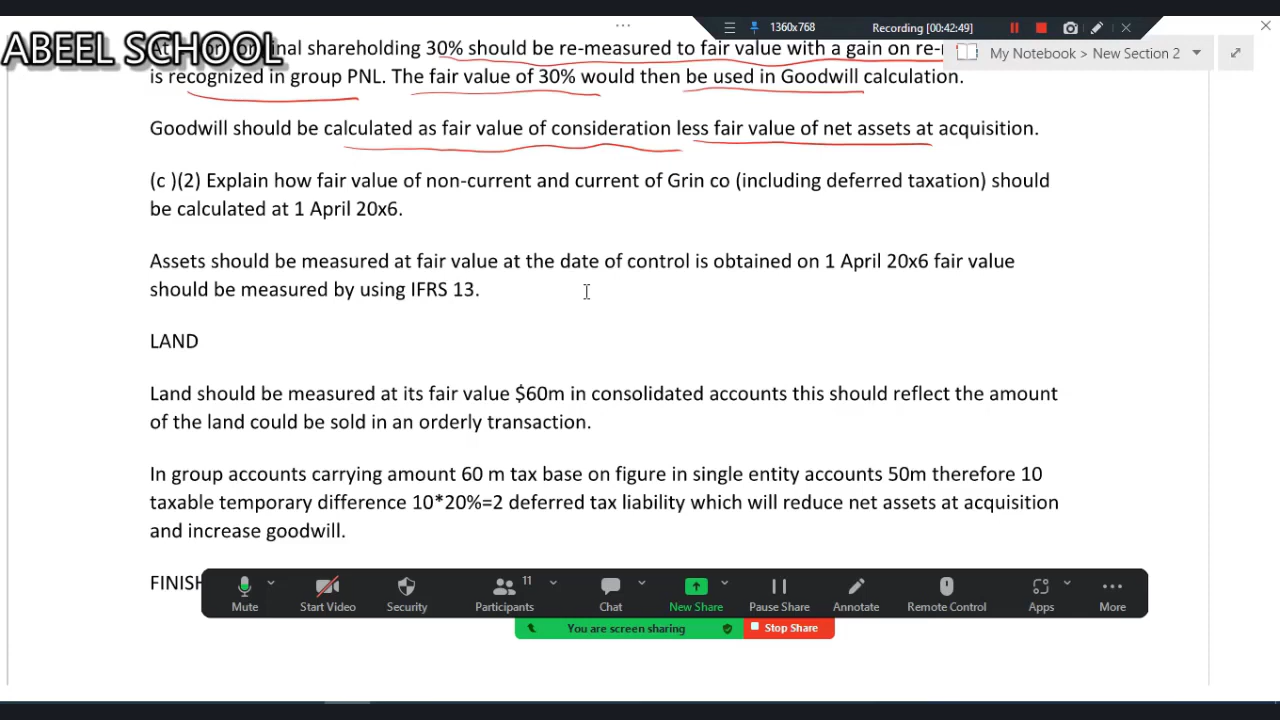 1360x768
Recording [00:42:49]
ABEEL SCHOOL
My Notebook > New Section 2
shareholding 30% should be re-measured to fair value with a gain on
is recognized in group PNL. The fair value of 30% would then be used in Goodwill calculation.
Goodwill should be calculated as fair value of consideration less fair value of net assets at acquisition.
(c )(2) Explain how fair value of non-current and current of Grin co (including deferred taxation) should
be calculated at 1 April 20x6.
Assets should be measured at fair value at the date of control is obtained on 1 April 20x6 fair value
should be measured by using IFRS 13.
LAND
Land should be measured at its fair value $60m in consolidated accounts this should reflect the amount
of the land could be sold in an orderly transaction.
In group accounts carrying amount 60 m tax base on figure in single entity accounts 50m therefore 10
taxable temporary difference 10*20%=2 deferred tax liability which will reduce net assets at acquisition
and increase goodwill.
FINISH
11
Mute Start Video Security Participants Chat New Share Pause Share Annotate Remote Control Apps More
You are screen sharing Stop Share